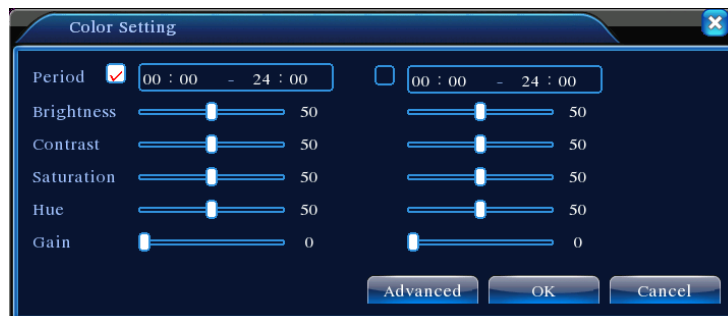 Color Setting
Period 00 : 00 - 24 : 00 00 : 00 - 24 : 00
Brightness 50 50
Contrast 50 50
Saturation 50 50
Hue 50 50
Gain 0 0
Advanced OK Cancel